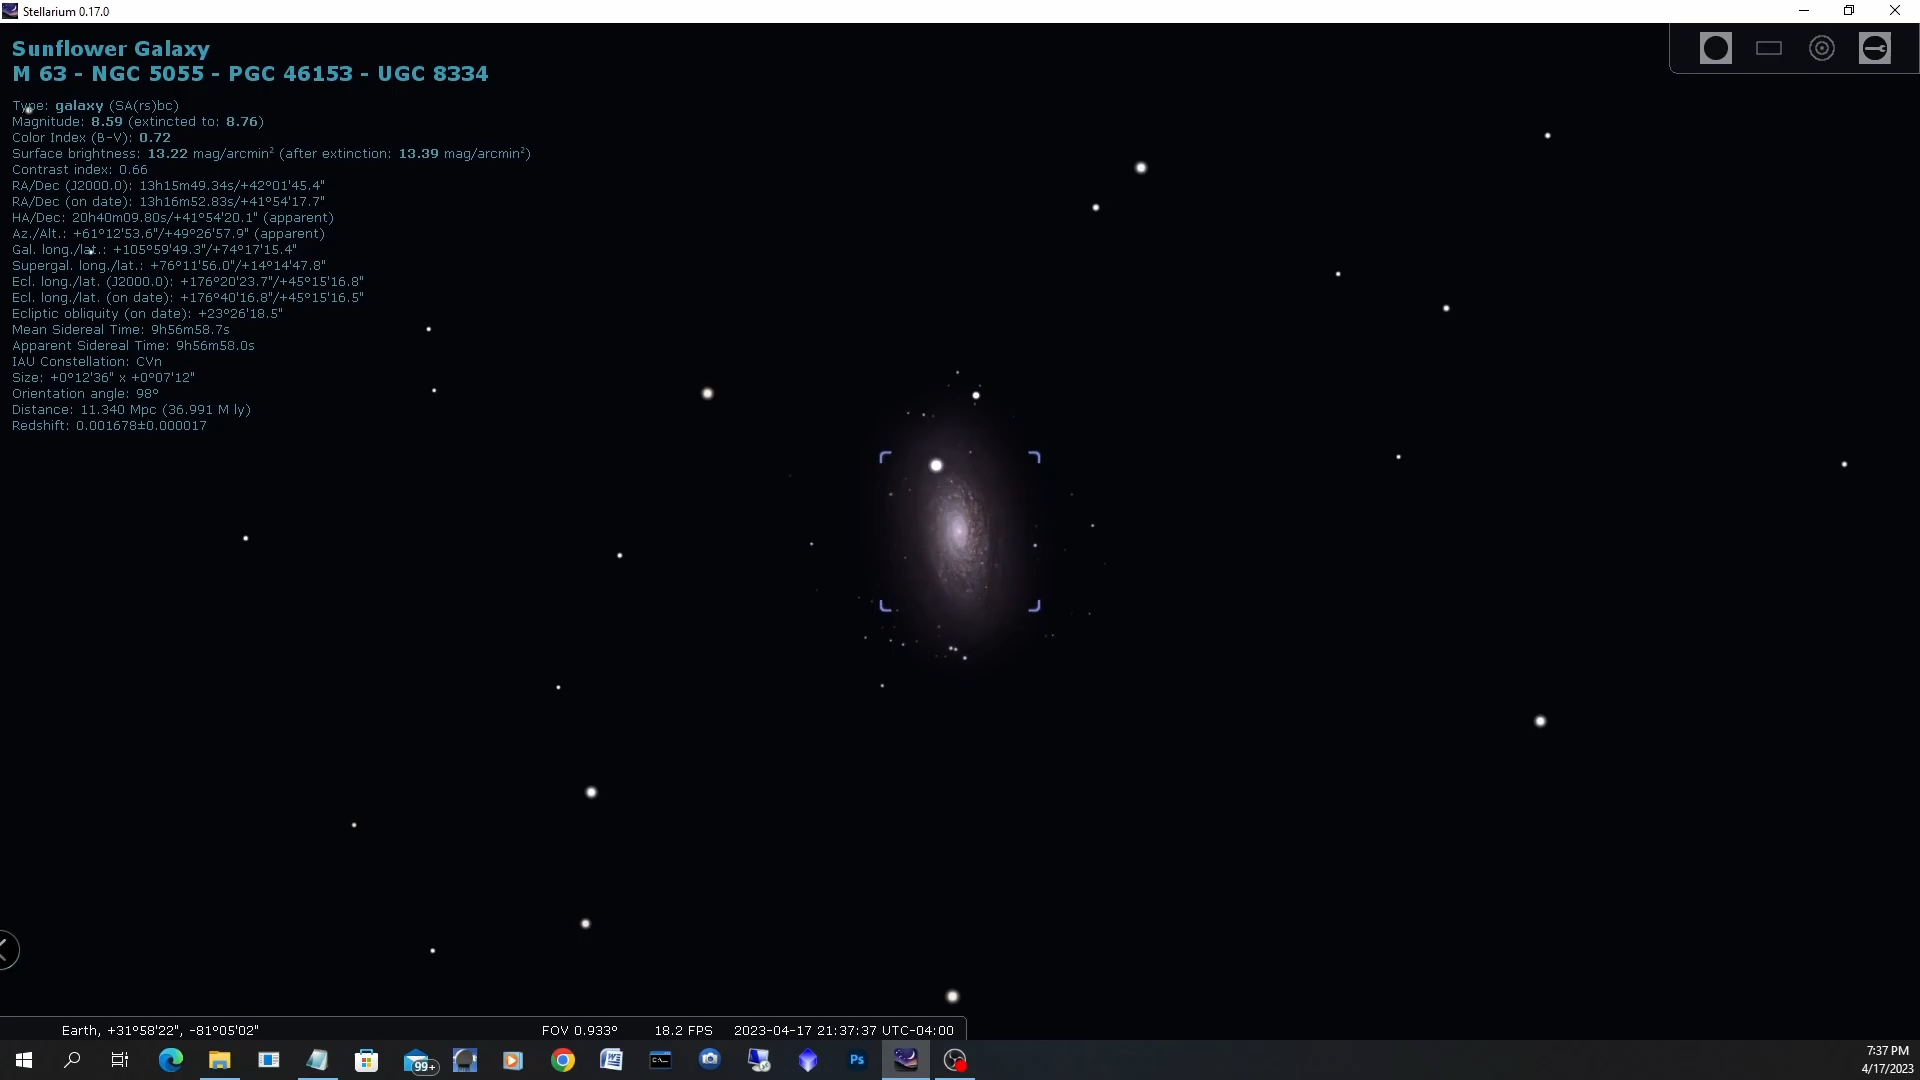 Stellarium 0.17.0
Sunflower Galaxy
M 63 - NGC 5055 - PGC 46153 - UGC 8334
Type: galaxy (SA(rs)bc)
Magnitude: 8.59 (extincted to: 8.76)
Color Index (B-V): 0.72
Surface brightness: 13.22 mag/arcmin² (after extinction: 13.39 mag/arcmin²)
Contrast index: 0.66
RA/Dec (J2000.0): 13h15m49.34s/+42°01'45.4"
RA/Dec (on date): 13h16m52.83s/+41°54'17.7"
HA/Dec: 20h40m09.80s/+41°54'20.1" (apparent)
Az./Alt.: +61°12'53.6"/+49°26'57.9" (apparent)
Gal. long./lat.: +105°59'49.3"/+74°17'15.4"
Supergal. long./lat.: +76°11'56.0"/+14°14'47.8"
Ecl. long./lat. (J2000.0): +176°20'23.7"/+45°15'16.8"
Ecl. long./lat. (on date): +176°40'16.8"/+45°15'16.5"
Ecliptic obliquity (on date): +23°26'18.5"
Mean Sidereal Time: 9h56m58.7s
Apparent Sidereal Time: 9h56m58.0s
IAU Constellation: CVn
Size: +0°12'36" x +0°07'12"
Orientation angle: 98°
Distance: 11.340 Mpc (36.991 M ly)
Redshift: 0.001678±0.000017
Earth, +31°58'22", -81°05'02" FOV 0.933° 18.2 FPS 2023-04-17 21:37:37 UTC-04:00
99+
Ps
7:37 PM
4/17/2023